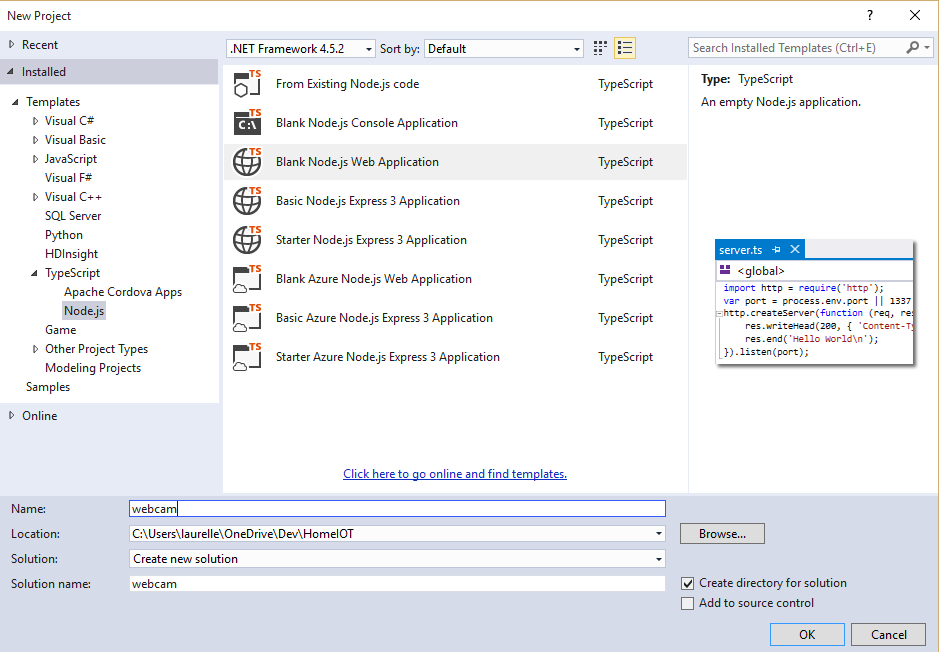 New Project
?
Recent
.NET Framework 4.5.2
Sort by:
Default
Search Installed Templates (Ctrl+E)
Installed
Templates
Visual C#
Visual Basic
JavaScript
Visual F#
Visual C++
SQL Server
Python
HDInsight
TypeScript
Apache Cordova Apps
Node.js
Game
Other Project Types
Modeling Projects
Samples
Online
TS
From Existing Node.js code
TypeScript
TS
C:\
Blank Node.js Console Application
TypeScript
TS
Blank Node.js Web Application
TypeScript
TS
Basic Node.js Express 3 Application
TypeScript
TS
Starter Node.js Express 3 Application
TypeScript
TS
Blank Azure Node.js Web Application
TypeScript
TS
Basic Azure Node.js Express 3 Application
TypeScript
TS
Starter Azure Node.js Express 3 Application
TypeScript
Click here to go online and find templates.
Type: TypeScript
An empty Node.js application.
server.ts
<global>
import http = require('http');
var port = process.env.port || 1337
http.createServer(function (req, res
res.writeHead(200, { 'Content-Ty
res.end('Hello World\n');
}).listen(port);
Name:
webcam
Location:
C:\Users\laurelle\OneDrive\Dev\HomeIOT
Browse...
Solution:
Create new solution
Solution name:
webcam
Create directory for solution
Add to source control
OK
Cancel